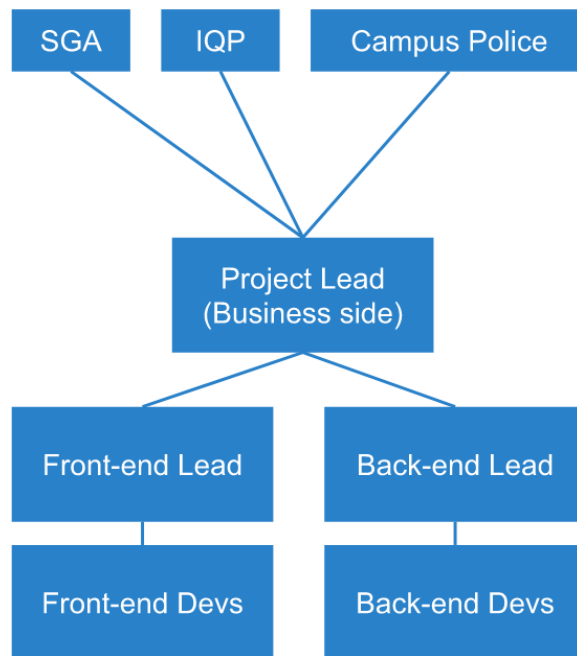 SGA
IQP
Campus Police
Project Lead
(Business side)
Front-end Lead
Back-end Lead
Front-end Devs
Back-end Devs